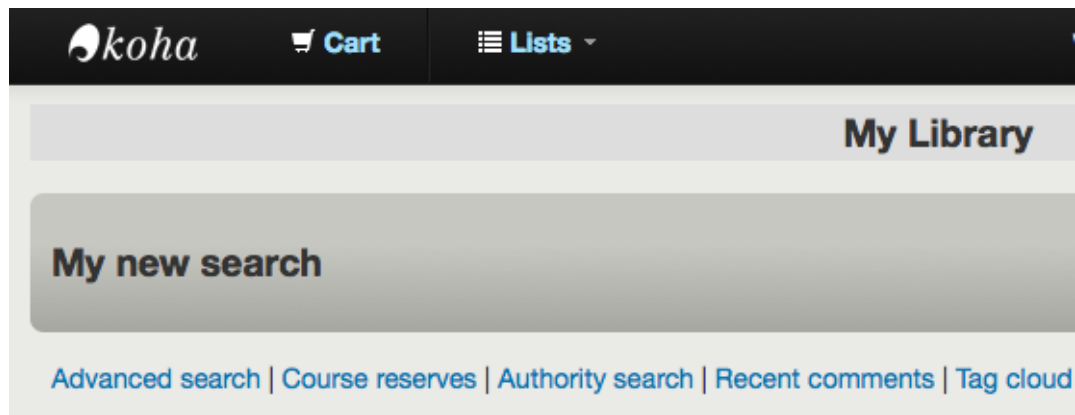 koha Cart Lists
My Library
My new search
Advanced search | Course reserves | Authority search | Recent comments | Tag cloud